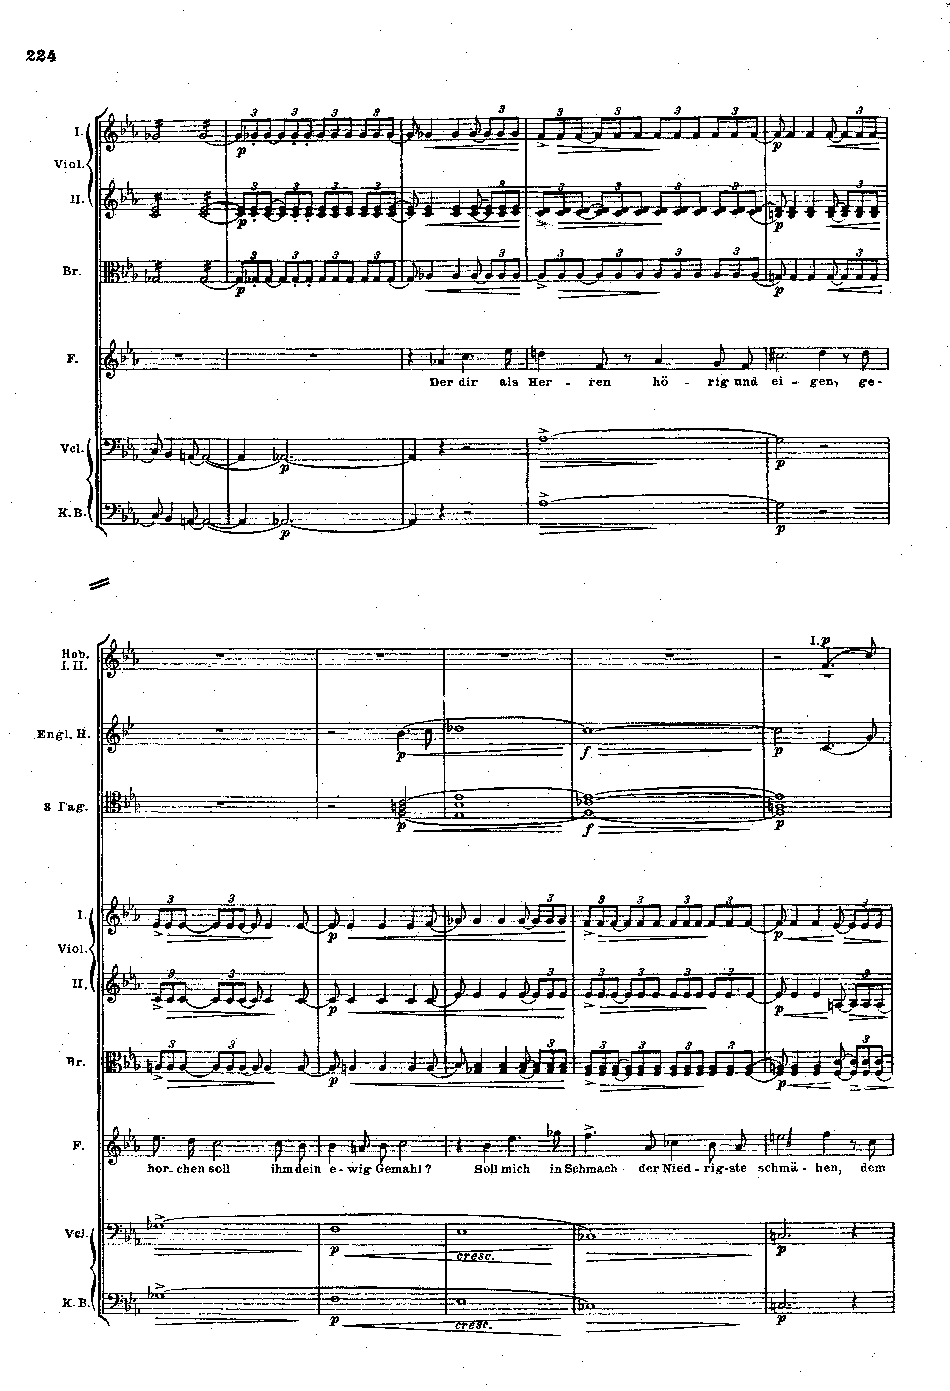 224
I.
Viol.
II.
Br.
F.
Der dir als Her - ren hö - rig und ei - gen, ge-
Vcl.
K.B.
Hob.
I. II.
I. p
Engl. H.
3 Fag.
I.
Viol.
II.
Br.
F.
hor-chen soll ihm dein e-wig Gemahl? Soll mich in Schmach der Nied-rig-ste schmä-hen, dem
Vcl.
cresc.
K.B.
cresc.